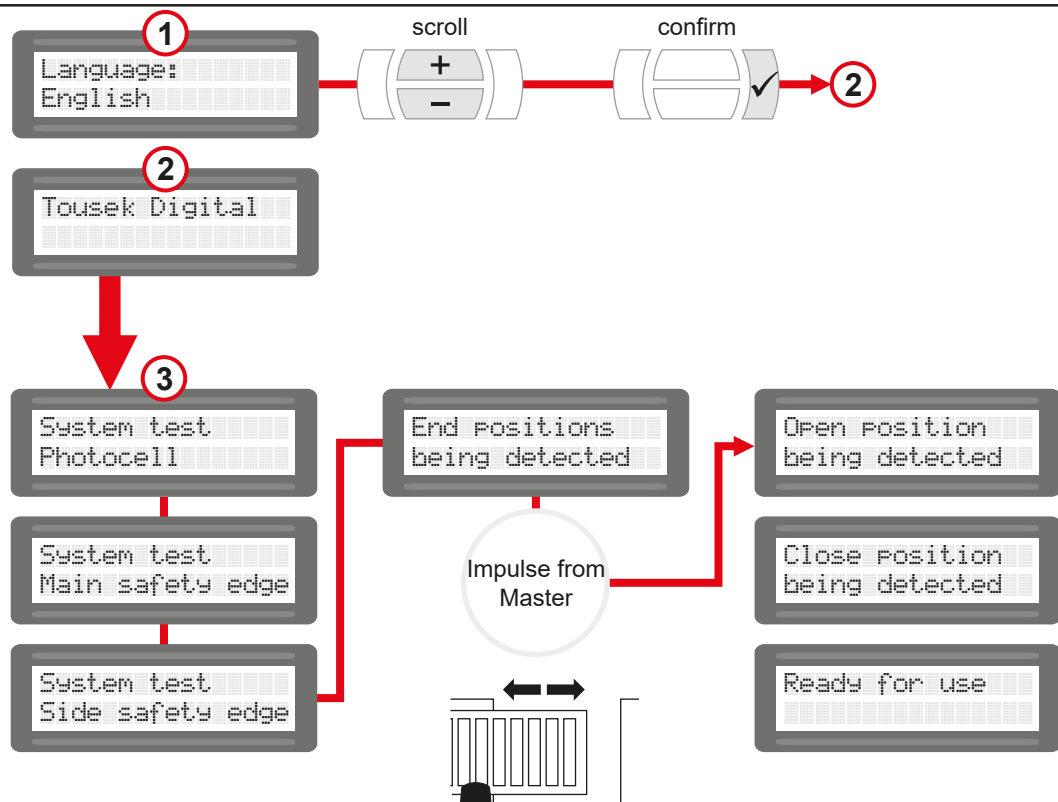 scroll
confirm
1
Language:
English
+
−
✓
2
2
Tousek Digital
3
System test
Photocell
System test
Main safety edge
System test
Side safety edge
End positions
being detected
Impulse from
Master
Open position
being detected
Close position
being detected
Ready for use